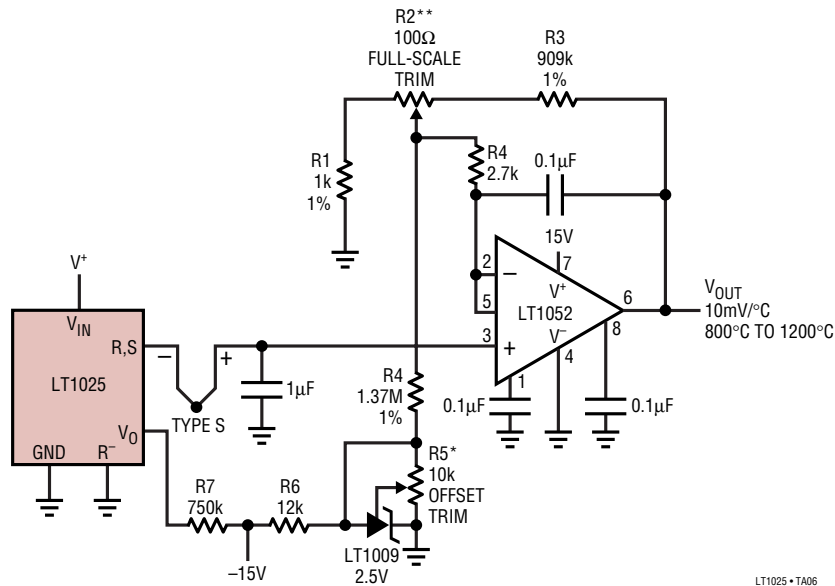 R2**
100Ω
FULL-SCALE
TRIM
R3
909k
1%
R1
1k
1%
R4
2.7k
0.1µF
15V
2
–
7
V+
5
LT1052
6
VOUT
10mV/°C
800°C TO 1200°C
3
+
V–
8
4
1
0.1µF
0.1µF
V+
VIN
R,S
–
+
LT1025
TYPE S
1µF
VO
GND
R–
R4
1.37M
1%
R5*
10k
OFFSET
TRIM
R7
750k
R6
12k
–15V
LT1009
2.5V
LT1025 • TA06